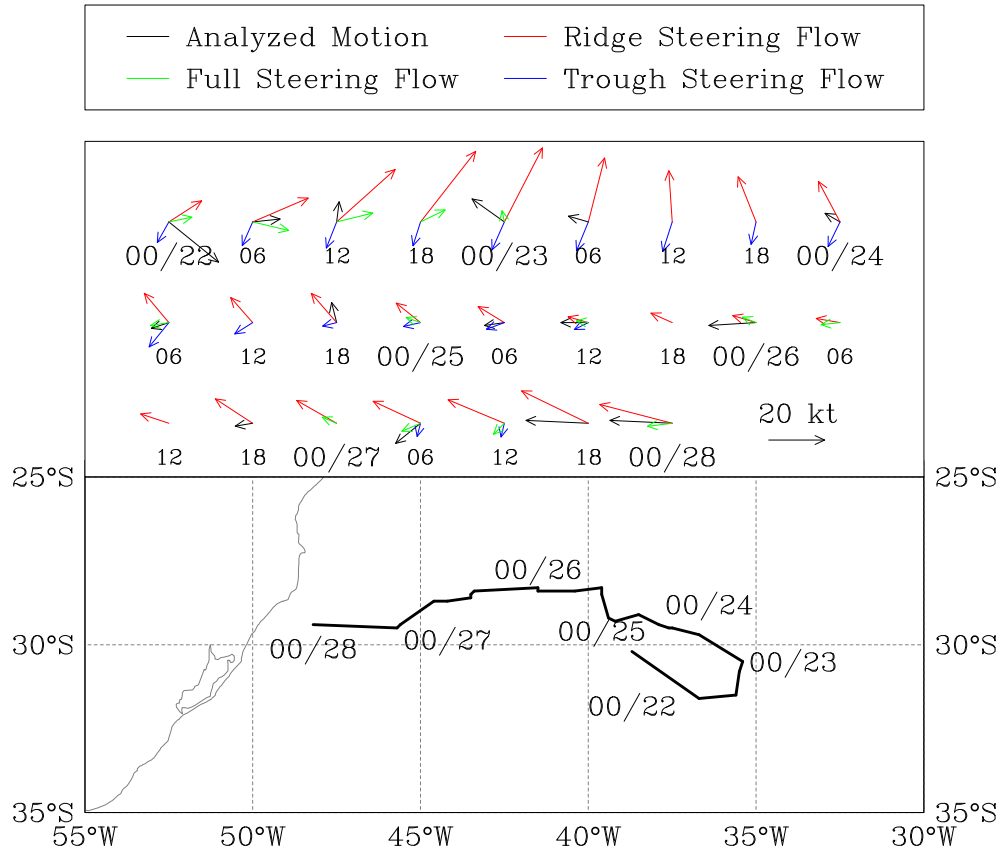 Analyzed Motion Ridge Steering Flow
Full Steering Flow Trough Steering Flow
00/22 06 12 18 00/23 06 12 18 00/24
06 12 18 00/25 06 12 18 00/26 06
20 kt
12 18 00/27 06 12 18 00/28
25°S 25°S
00/26
00/24
00/25
30°S 00/27 30°S
00/28
00/23
00/22
35°S 35°S
55°W 50°W 45°W 40°W 35°W 30°W